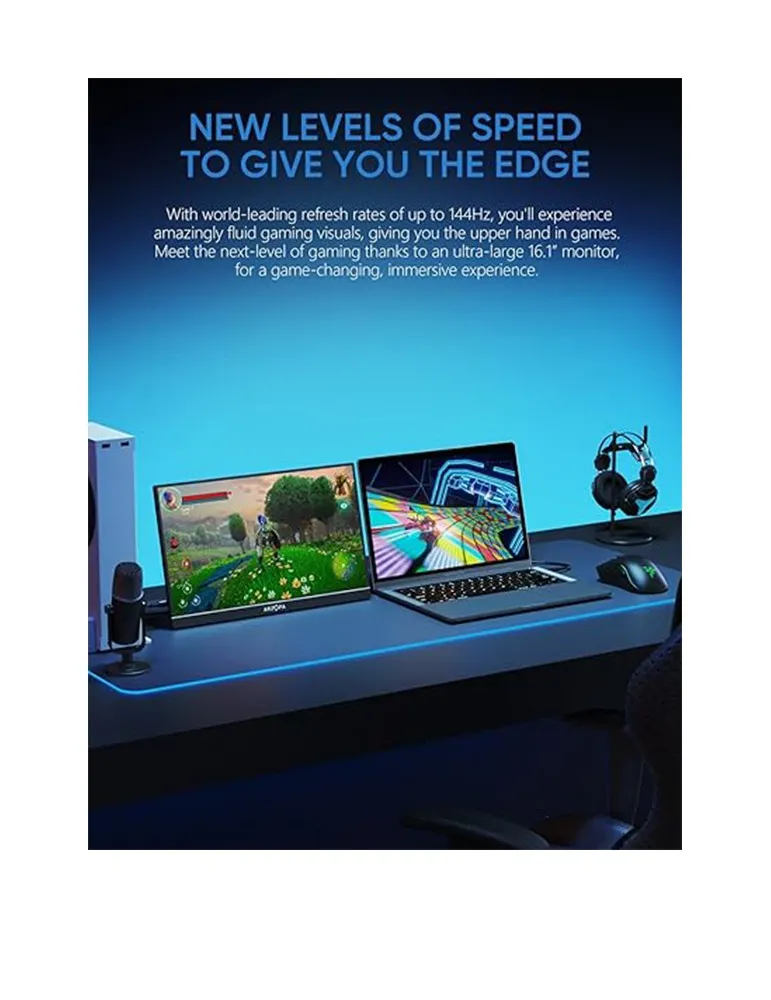 NEW LEVELS OF SPEED
TO GIVE YOU THE EDGE
With world-leading refresh rates of up to 144Hz, you'll experience
amazingly fluid gaming visuals, giving you the upper hand in games.
Meet the next-level of gaming thanks to an ultra-large 16.1" monitor,
for a game-changing, immersive experience.
ARZOPA